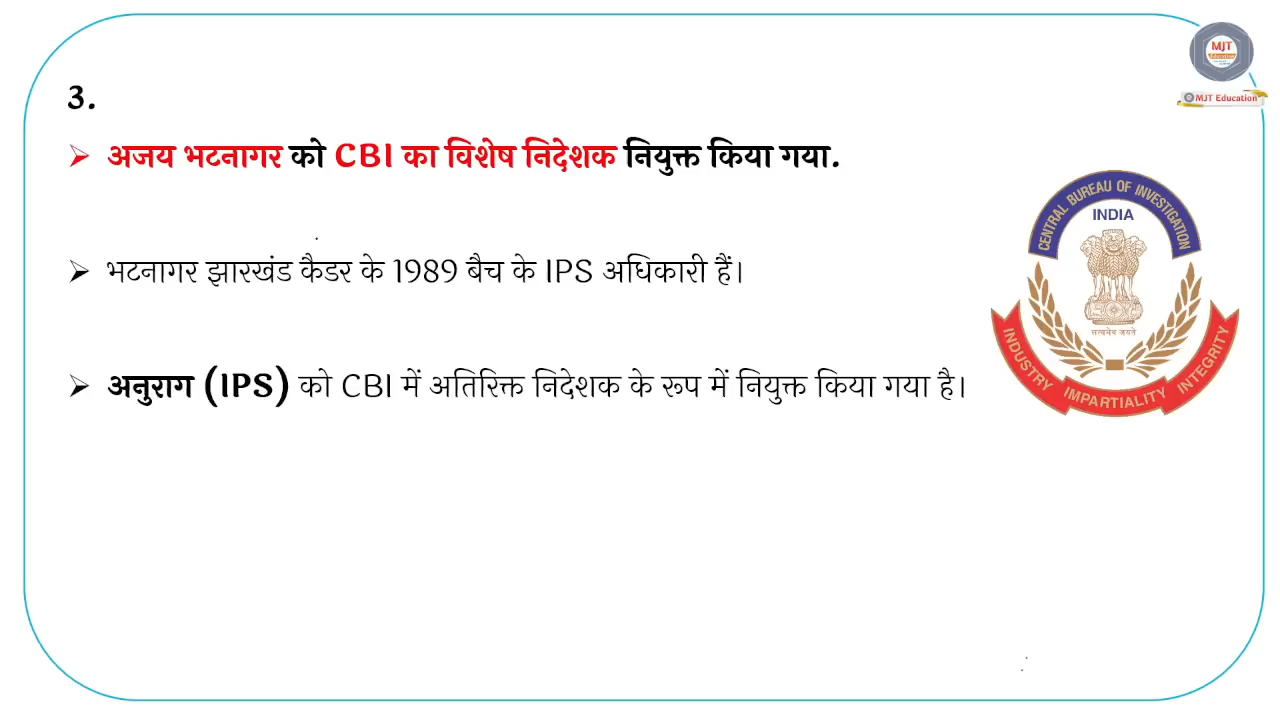 MJT
Education
MJT Education
3.
➢ अजय भटनागर को CBI का विशेष निदेशक नियुक्त किया गया.
➢ भटनागर झारखंड कैडर के 1989 बैच के IPS अधिकारी हैं।
➢ अनुराग (IPS) को CBI में अतिरिक्त निदेशक के रूप में नियुक्त किया गया है।
CENTRAL BUREAU OF INVESTIGATION
INDIA
सत्यमेव जयते
INDUSTRY IMPARTIALITY INTEGRITY